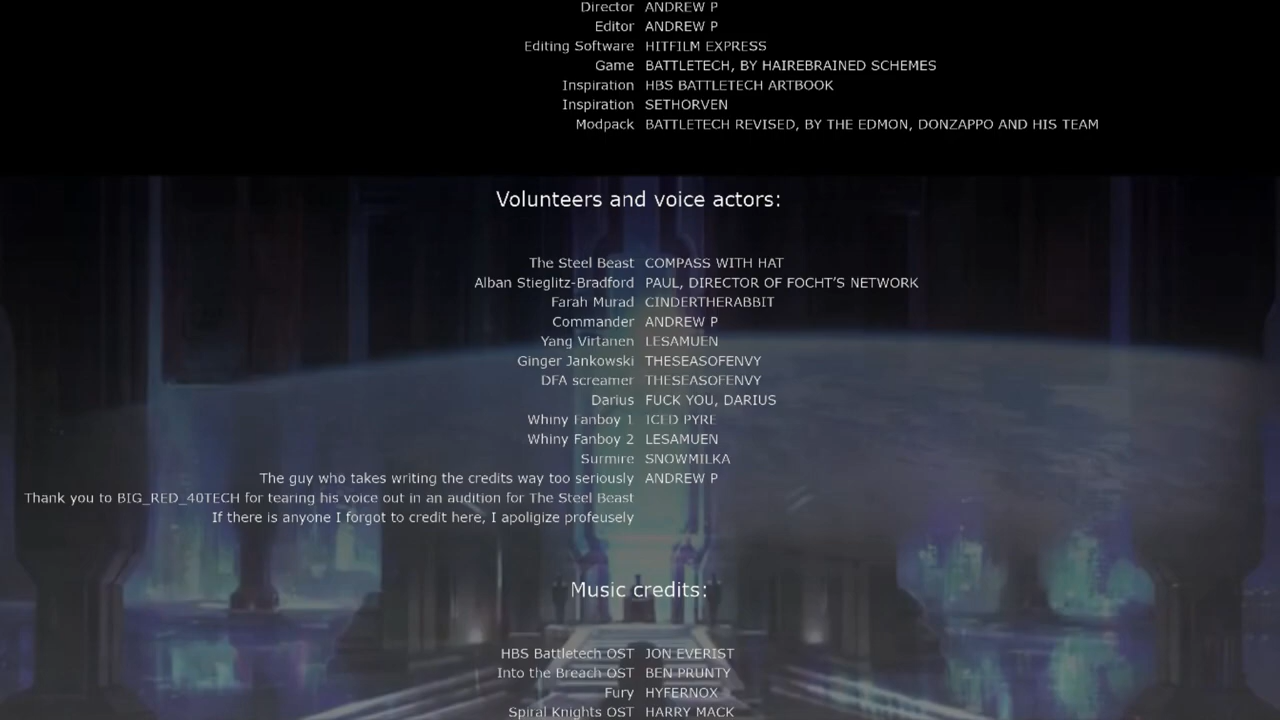 Director ANDREW P
Editor ANDREW P
Editing Software HITFILM EXPRESS
Game BATTLETECH, BY HAIREBRAINED SCHEMES
Inspiration HBS BATTLETECH ARTBOOK
Inspiration SETHORVEN
Modpack BATTLETECH REVISED, BY THE EDMON, DONZAPPO AND HIS TEAM
Volunteers and voice actors:
The Steel Beast COMPASS WITH HAT
Alban Stieglitz-Bradford PAUL, DIRECTOR OF FOCHT'S NETWORK
Farah Murad CINDERTHERABBIT
Commander ANDREW P
Yang Virtanen LESAMUEN
Ginger Jankowski THESEASOFENVY
DFA screamer THESEASOFENVY
Darius FUCK YOU, DARIUS
Whiny Fanboy 1 ICED PYRE
Whiny Fanboy 2 LESAMUEN
Surmire SNOWMILKA
The guy who takes writing the credits way too seriously ANDREW P
Thank you to BIG_RED_40TECH for tearing his voice out in an audition for The Steel Beast
If there is anyone I forgot to credit here, I apoligize profeusely
Music credits:
HBS Battletech OST JON EVERIST
Into the Breach OST BEN PRUNTY
Fury HYFERNOX
Spiral Knights OST HARRY MACK